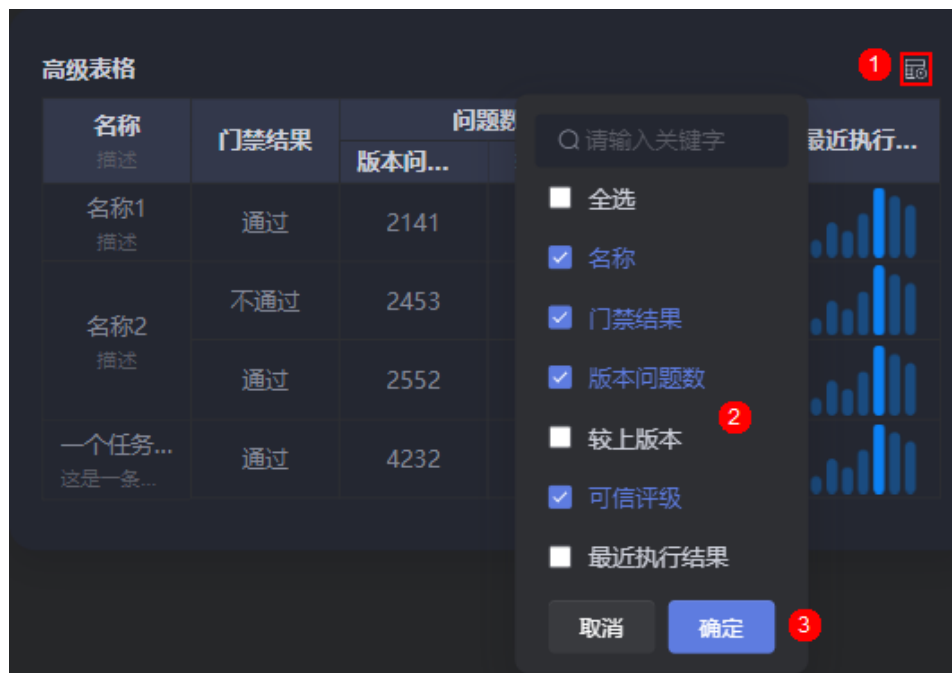 高级表格
1
名称
描述
门禁结果
问题数
版本问...
最近执行...
名称1
描述
通过
2141
名称2
描述
不通过
2453
通过
2552
一个任务...
这是一条...
通过
4232
请输入关键字
全选
名称
门禁结果
版本问题数
2
较上版本
可信评级
最近执行结果
取消
确定
3